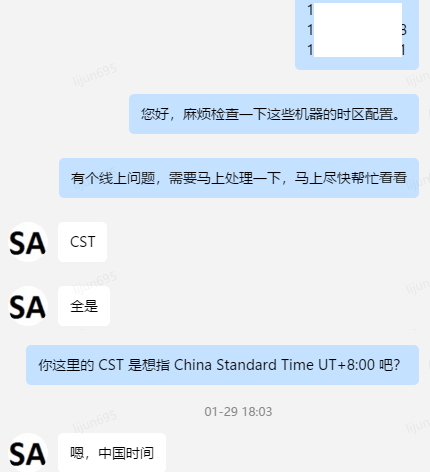 1
1 3
1 1
您好，麻烦检查一下这些机器的时区配置。
有个线上问题，需要马上处理一下，马上尽快帮忙看看
SA
CST
SA
全是
你这里的 CST 是想指 China Standard Time UT+8:00 吧？
01-29 18:03
SA
嗯，中国时间
lijun695
lijun695
lijun695
lijun695